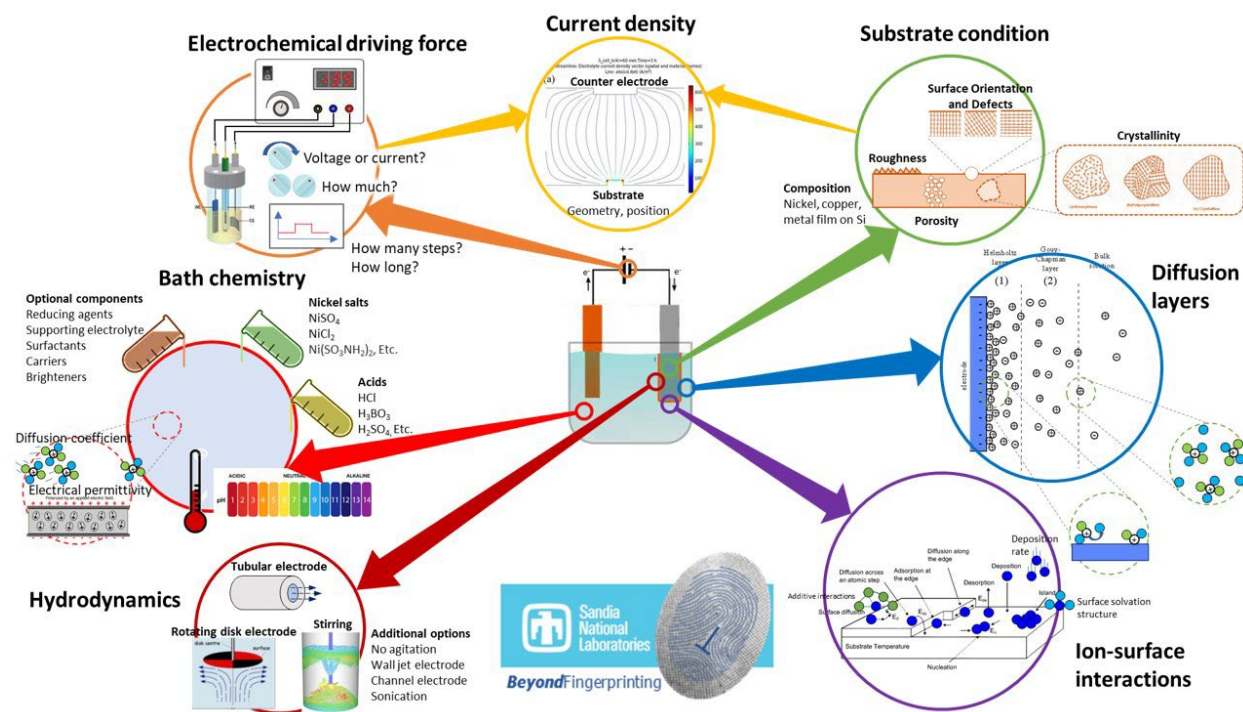 Electrochemical driving force
Voltage or current?
How much?
How many steps?
How long?
Current density
(a)
Counter electrode
Substrate
Geometry, position
Substrate condition
Surface Orientation
and Defects
Roughness
Composition
Nickel, copper,
metal film on Si
Porosity
Crystallinity
+ -
e-
e-
Bath chemistry
Optional components
Reducing agents
Supporting electrolyte
Surfactants
Carriers
Brighteners
Nickel salts
NiSO4
NiCl2
Ni(SO3NH2)2, Etc.
Acids
HCl
H3BO3
H2SO4, Etc.
Diffusion coefficient
Electrical permittivity
ACIDIC
NEUTRAL
ALKALINE
pH 1 2 3 4 5 6 7 8 9 10 11 12 13 14
Diffusion
layers
Helmholtz
layer
(1)
Gouy-
Chapman
layer
(2)
Bulk
solution
electrode
Hydrodynamics
Tubular electrode
Rotating disk electrode
disk centre
surface
Stirring
Additional options
No agitation
Wall jet electrode
Channel electrode
Sonication
Sandia
National
Laboratories
BeyondFingerprinting
Ion-surface
interactions
Deposition
rate
Diffusion along
the edge
Deposition
Diffusion across
an atomic step
Adsorption at
the edge
Desorption
Additive interactions
Surface diffusion
Island
Surface solvation
structure
Substrate Temperature
Nucleation